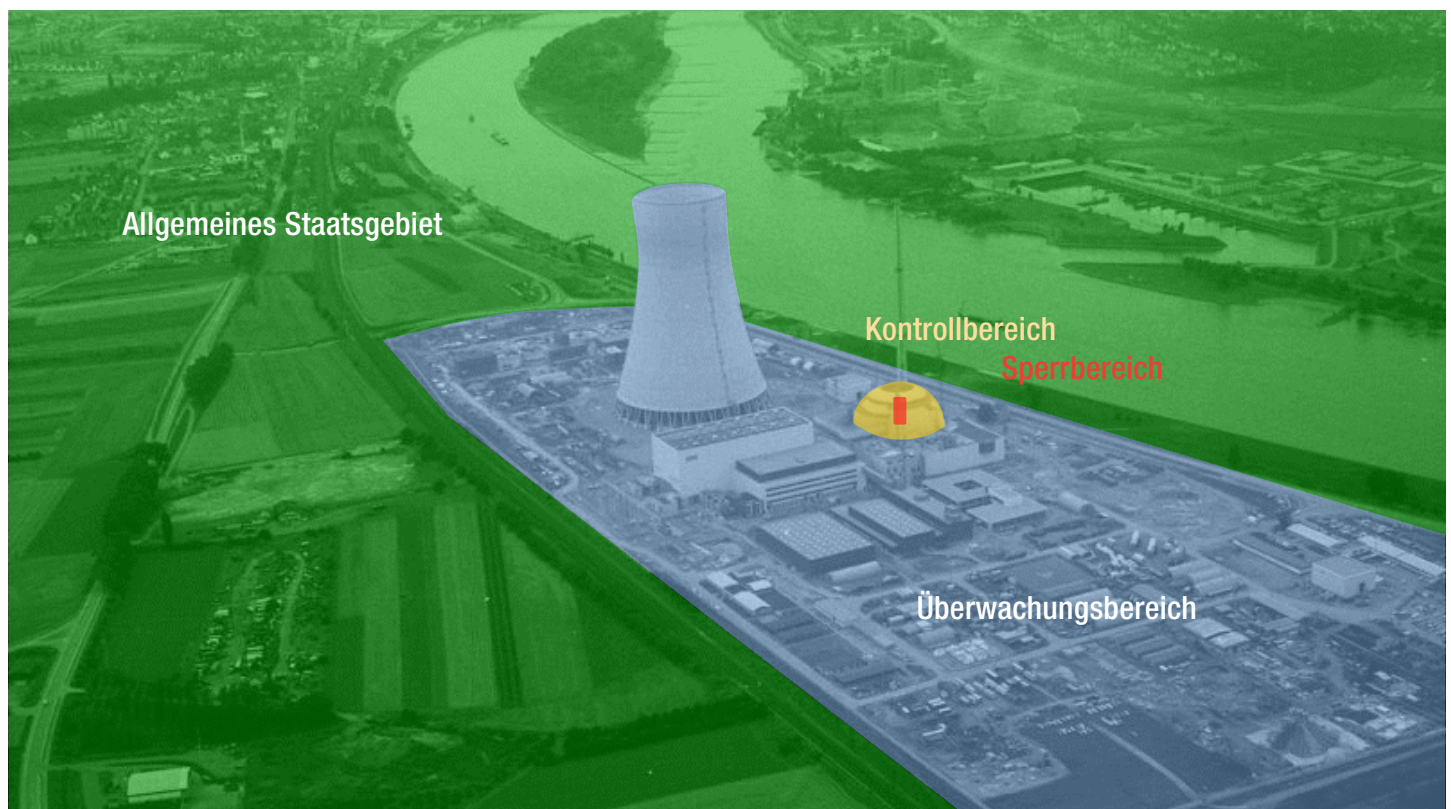 Allgemeines Staatsgebiet
Kontrollbereich
Sperrbereich
Überwachungsbereich